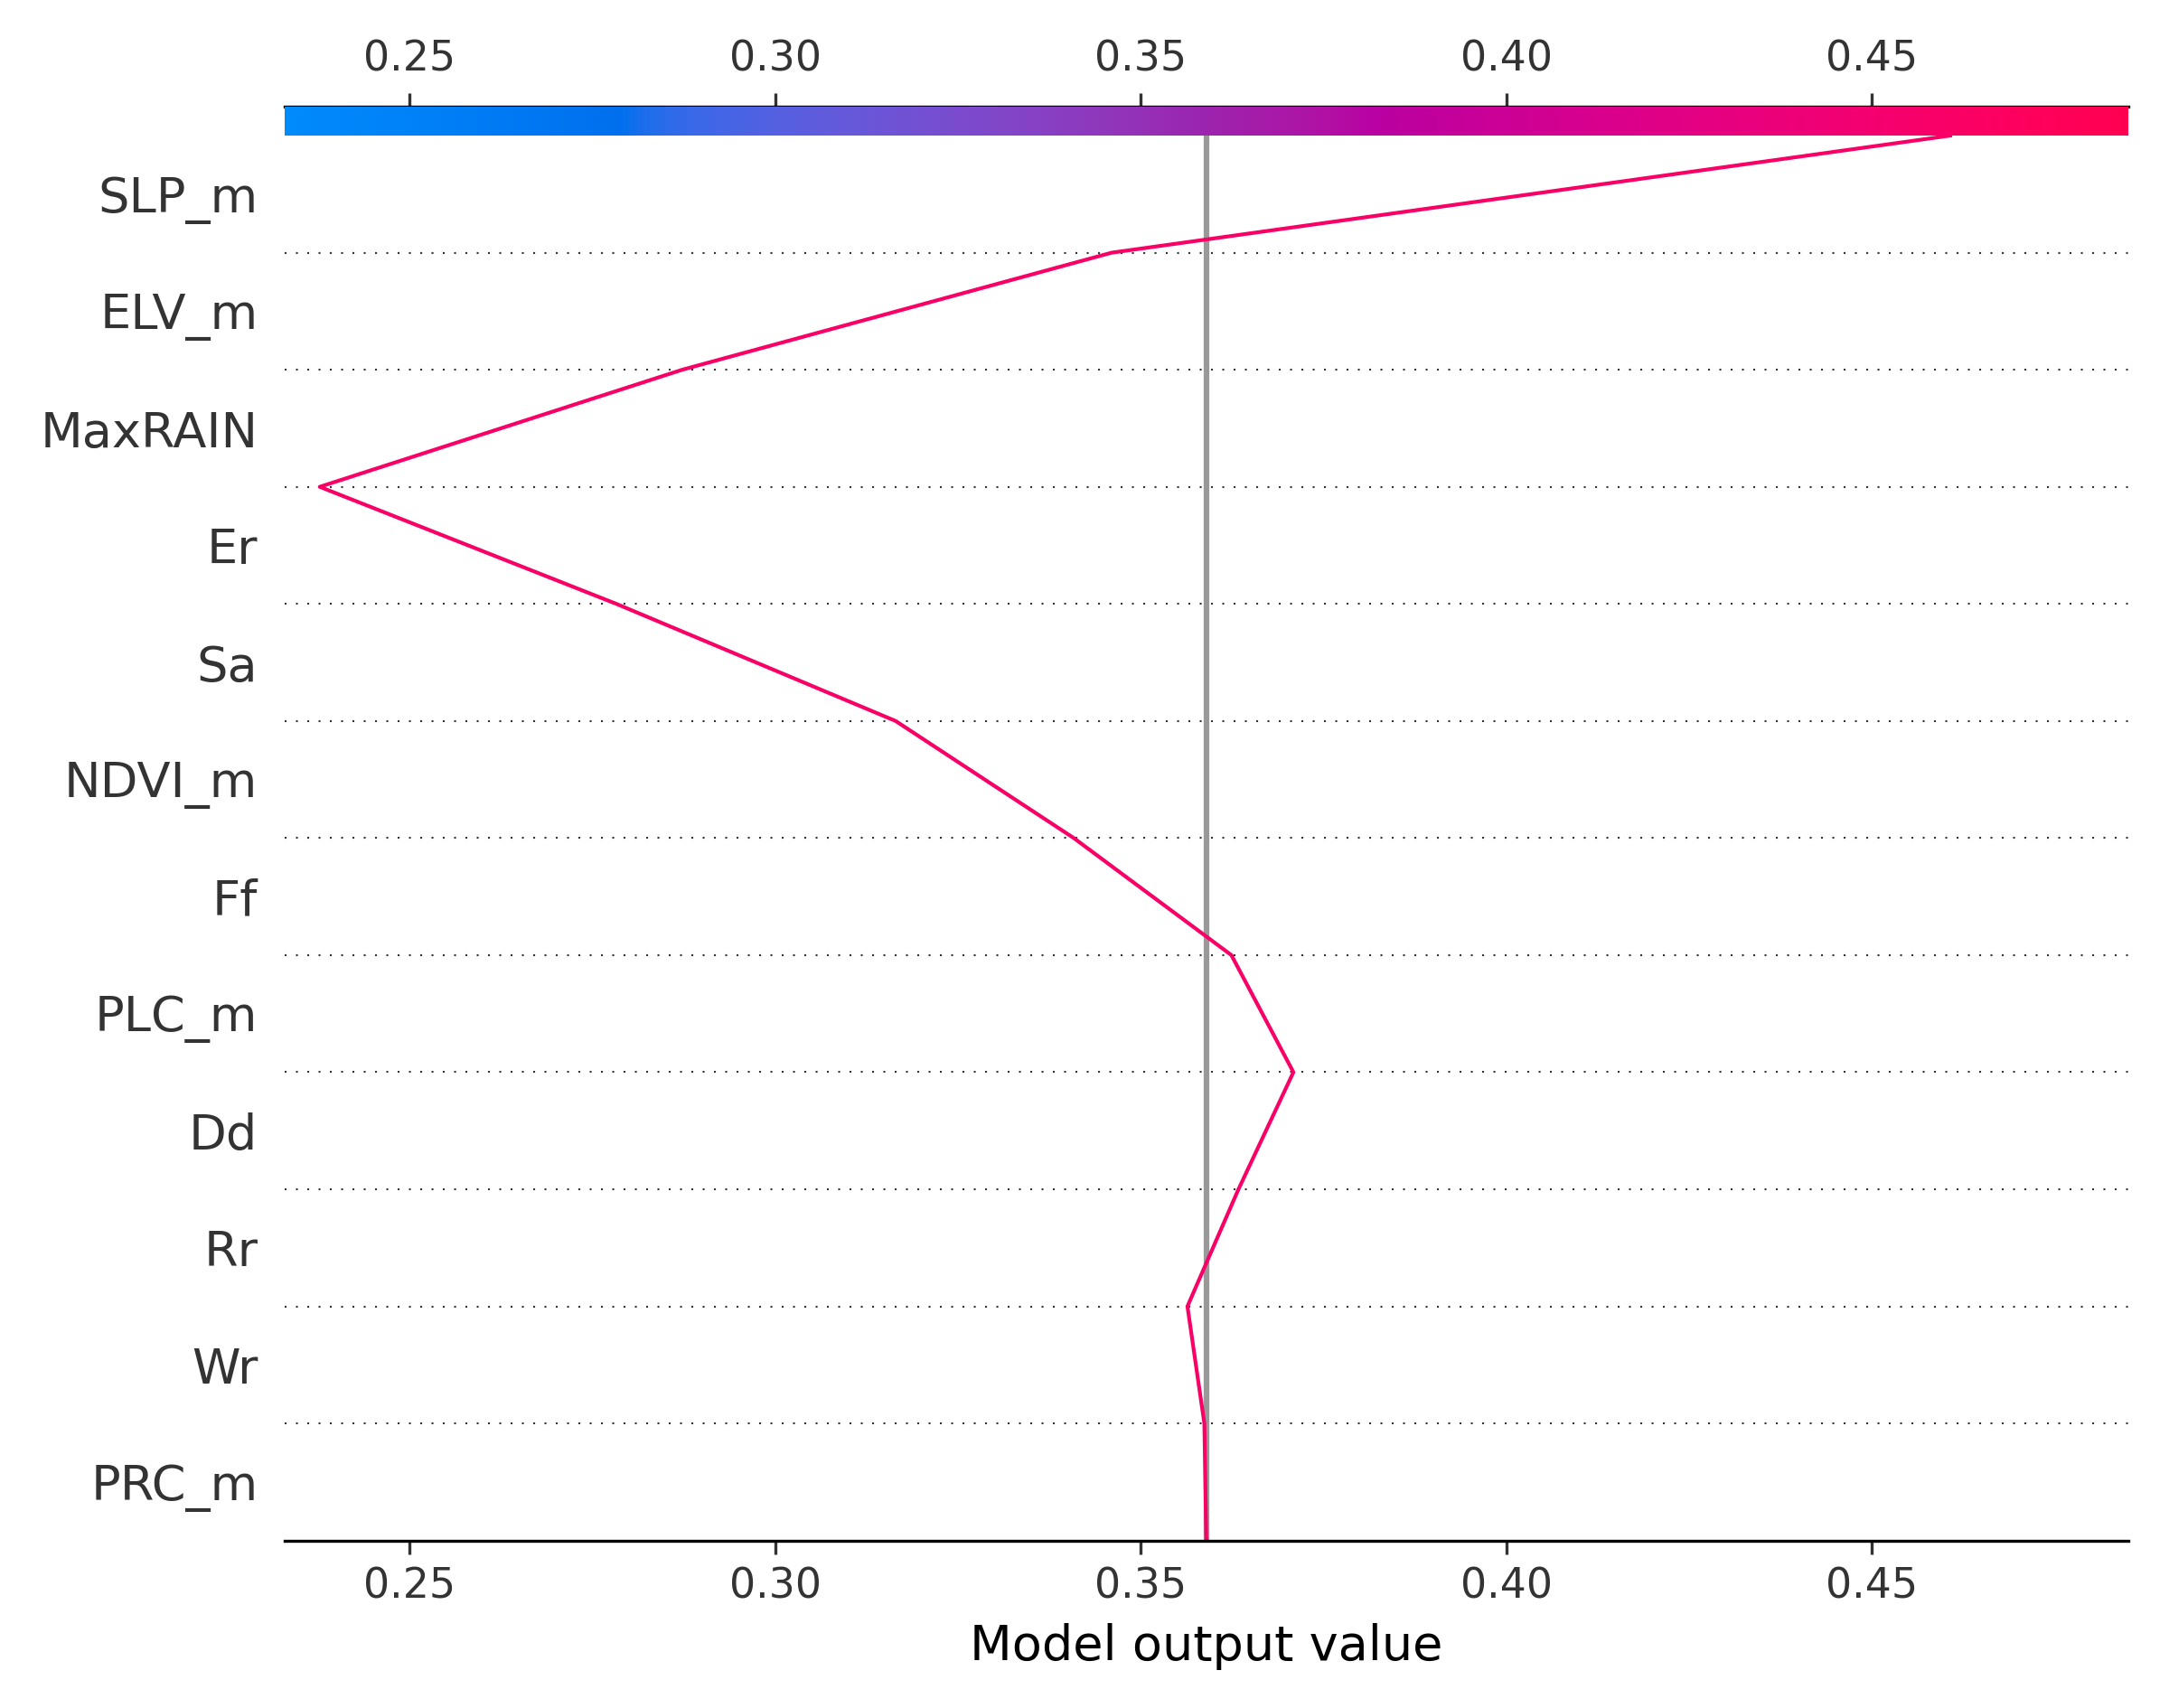 0.25 0.30 0.35 0.40 0.45
SLP_m
ELV_m
MaxRAIN
Er
Sa
NDVI_m
Ff
PLC_m
Dd
Rr
Wr
PRC_m
0.25 0.30 0.35 0.40 0.45
Model output value